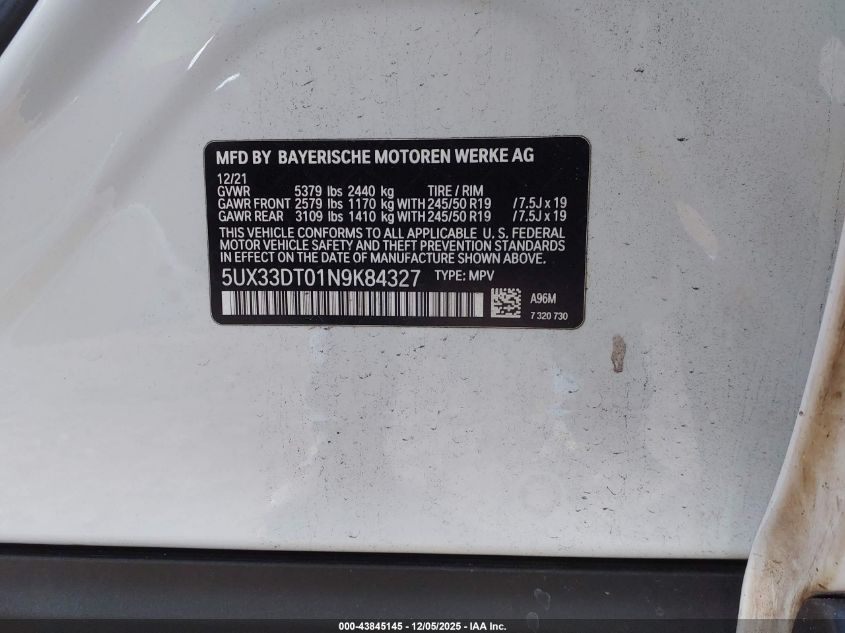 MFD BY BAYERISCHE MOTOREN WERKE AG
12/21
GVWR 5379 lbs 2440 kg TIRE / RIM
GAWR FRONT 2579 lbs 1170 kg WITH 245/50 R19 /7.5J x 19
GAWR REAR 3109 lbs 1410 kg WITH 245/50 R19 /7.5J x 19
THIS VEHICLE CONFORMS TO ALL APPLICABLE U. S. FEDERAL
MOTOR VEHICLE SAFETY AND THEFT PREVENTION STANDARDS
IN EFFECT ON THE DATE OF MANUFACTURE SHOWN ABOVE.
5UX33DT01N9K84327 TYPE: MPV
A96M
7 320 730
000-43845145 - 12/05/2025 - IAA Inc.